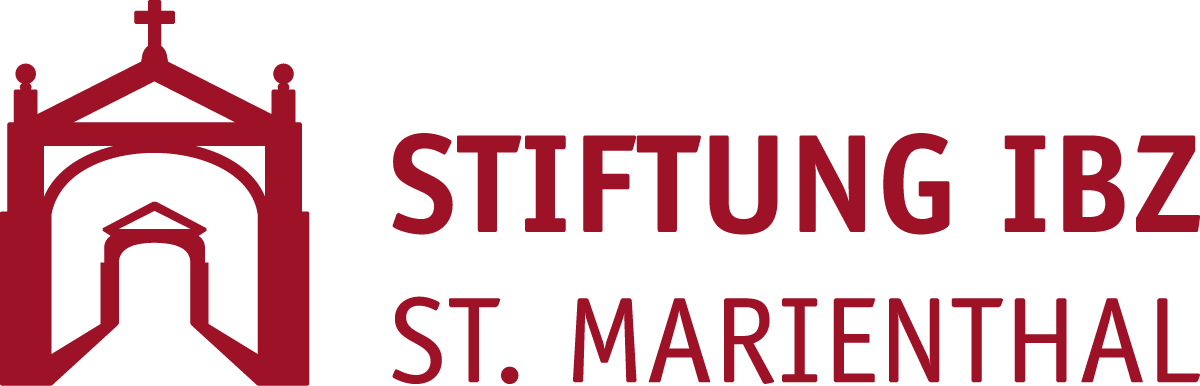 STIFTUNG IBZ
ST. MARIENTHAL